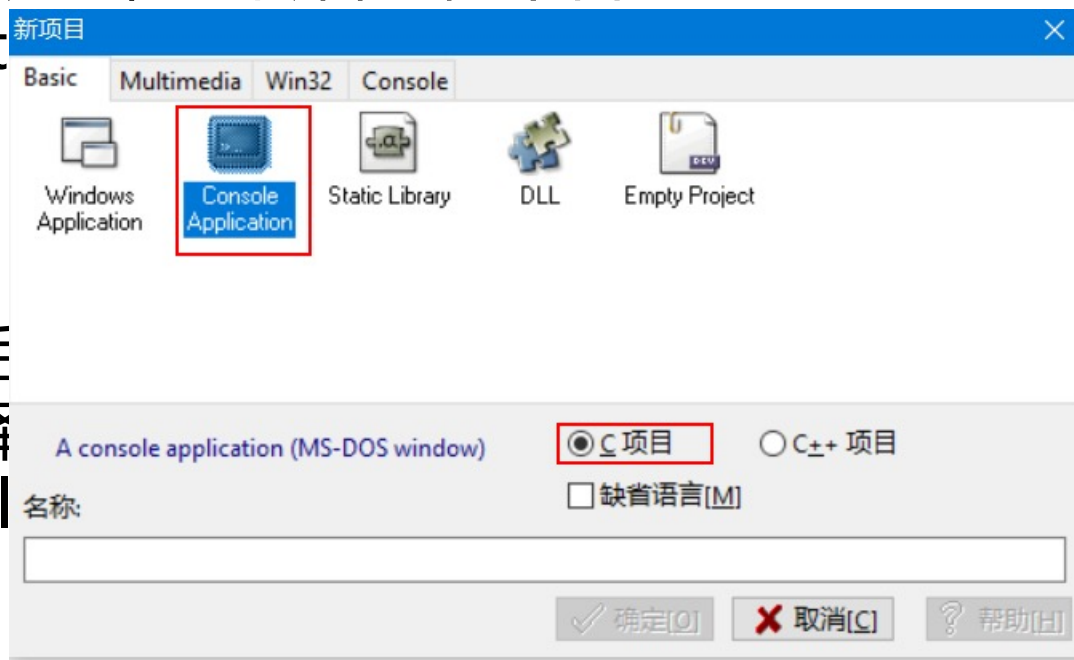 新项目
Basic Multimedia Win32 Console
Windows Application
Console Application
Static Library
DLL
Empty Project
A console application (MS-DOS window)
C 项目
C++ 项目
缺省语言[M]
名称:
确定[O]
取消[C]
帮助[H]